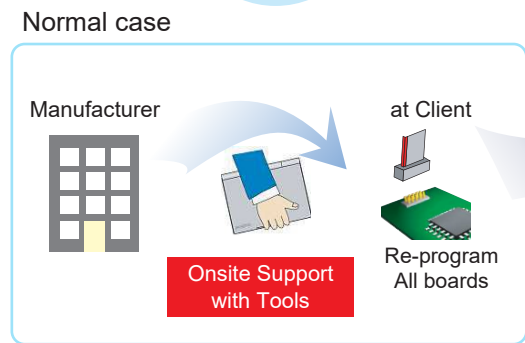 Normal case
Manufacturer
at Client
Onsite Support
with Tools
Re-program
All boards